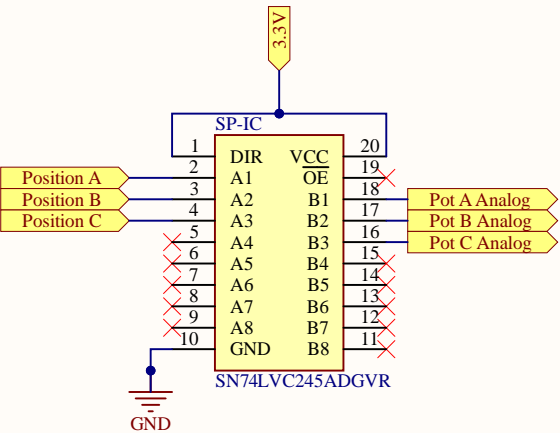 3.3V
SP-IC
1 DIR VCC 20
2 A1 OE 19
Position A 3 A2 B1 18 Pot A Analog
Position B 4 A3 B2 17 Pot B Analog
Position C 5 A4 B3 16 Pot C Analog
6 A5 B4 15
7 A6 B5 14
8 A7 B6 13
9 A8 B7 12
10 GND B8 11
SN74LVC245ADGVR
GND